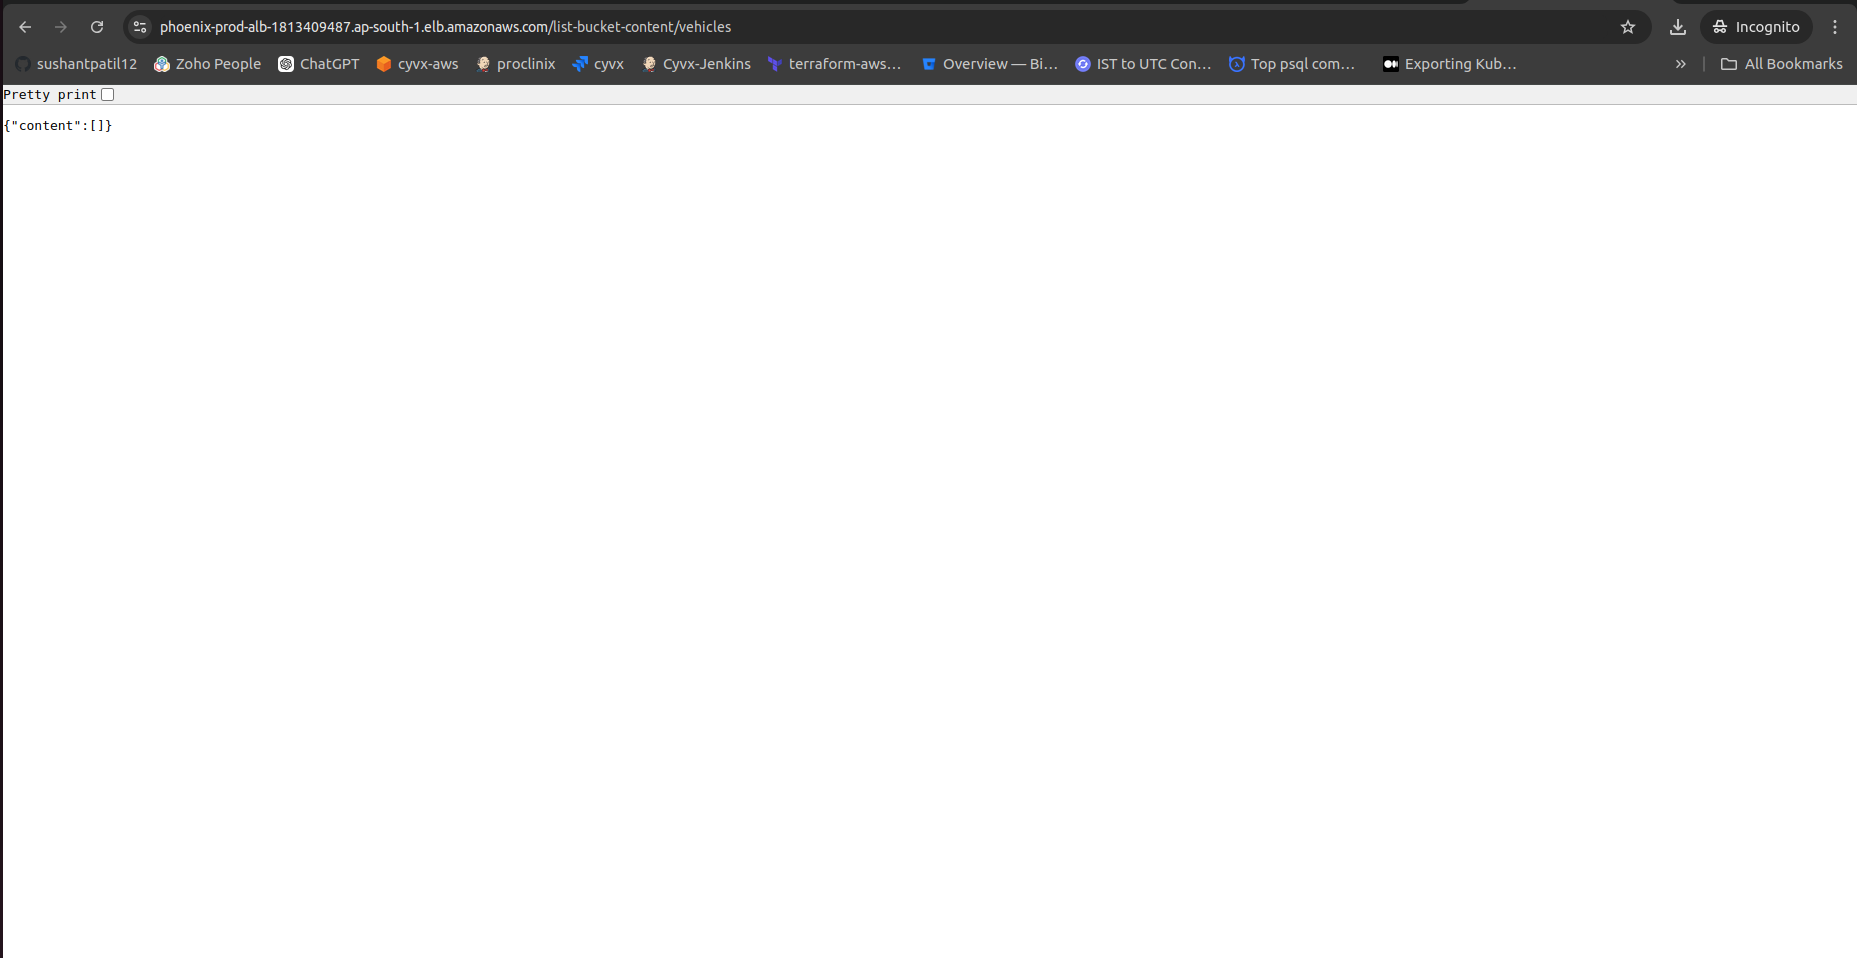 phoenix-prod-alb-1813409487.ap-south-1.elb.amazonaws.com/list-bucket-content/vehicles Incognito
sushantpatil12 Zoho People ChatGPT cyvx-aws proclinix cyvx Cyvx-Jenkins terraform-aws... Overview — Bi... IST to UTC Con... Top psql com... Exporting Kub... » All Bookmarks
Pretty print
{"content":[]}